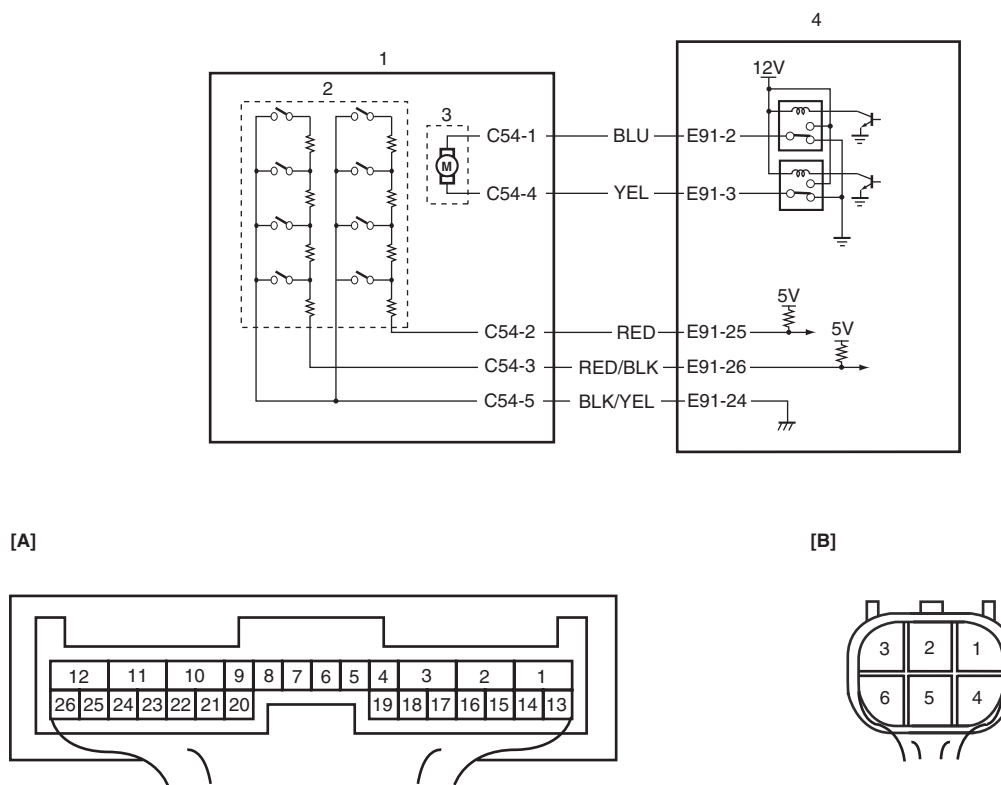 4
1
2
12V
3
C54-1 BLU E91-2
M
C54-4 YEL E91-3
5V
C54-2 RED E91-25
5V
C54-3 RED/BLK E91-26
C54-5 BLK/YEL E91-24
[A] [B]
12 11 10 9 8 7 6 5 4 3 2 1
26 25 24 23 22 21 20 19 18 17 16 15 14 13
3 2 1
6 5 4